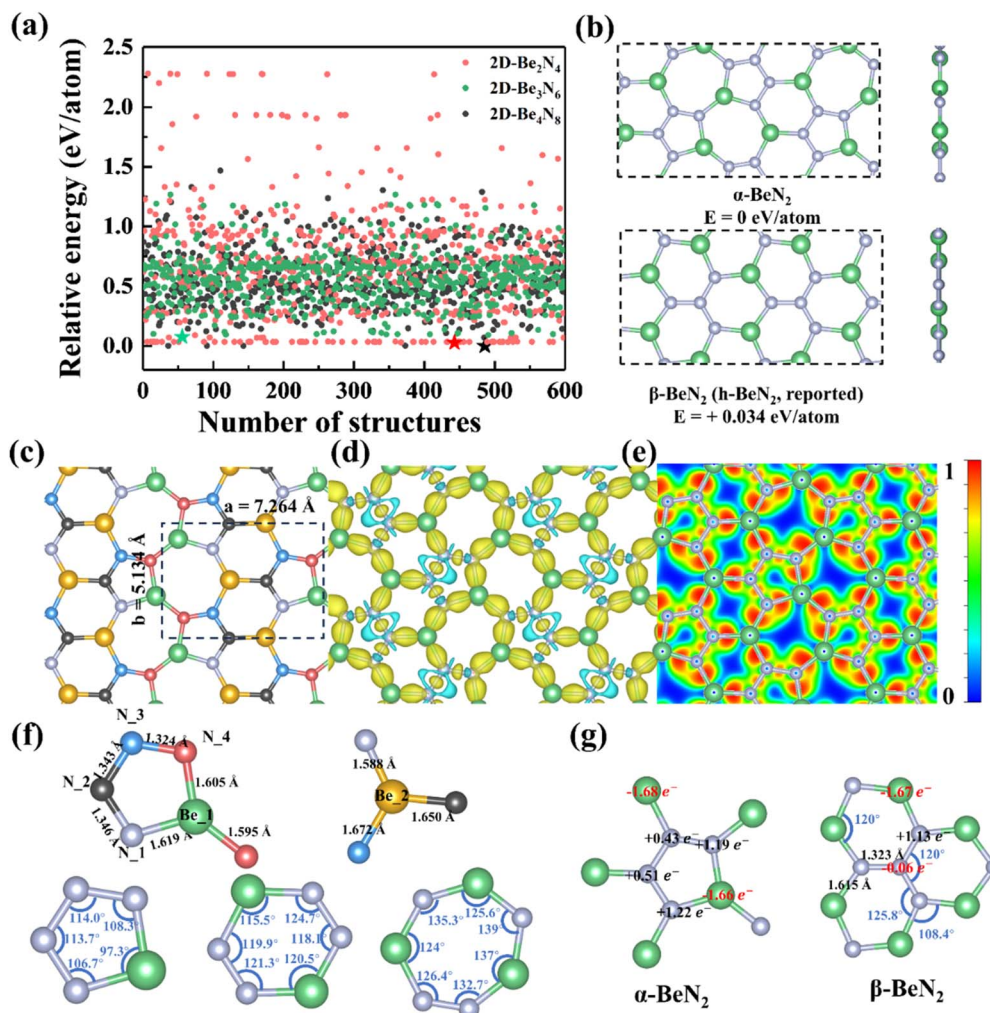 (a)
2.5
2.0
1.5
1.0
0.5
0.0
Relative energy (eV/atom)
2D-Be₂N₄
2D-Be₃N₆
2D-Be₄N₈
0 100 200 300 400 500 600
Number of structures
(b)
α-BeN₂
E = 0 eV/atom
β-BeN₂ (h-BeN₂, reported)
E = + 0.034 eV/atom
(c)
a = 7.264 Å
b = 5.134 Å
(d)
(e)
1
0
(f)
N_3
1.324 Å
N_4
1.343 Å
N_2
1.605 Å
Be_1
1.346 Å
1.619 Å
N_1
1.595 Å
1.588 Å
Be_2
1.650 Å
1.672 Å
114.0°
108.3°
113.7°
97.3°
106.7°
115.5°
124.7°
119.9°
118.1°
121.3°
120.5°
135.3°
125.6°
139°
124°
137°
126.4°
132.7°
(g)
-1.68 e⁻
+0.43 e⁻
+1.19 e⁻
+0.51 e⁻
-1.66 e⁻
+1.22 e⁻
α-BeN₂
-1.67 e⁻
120°
+1.13 e⁻
1.323 Å
120°
-0.06 e⁻
1.615 Å
125.8°
108.4°
β-BeN₂